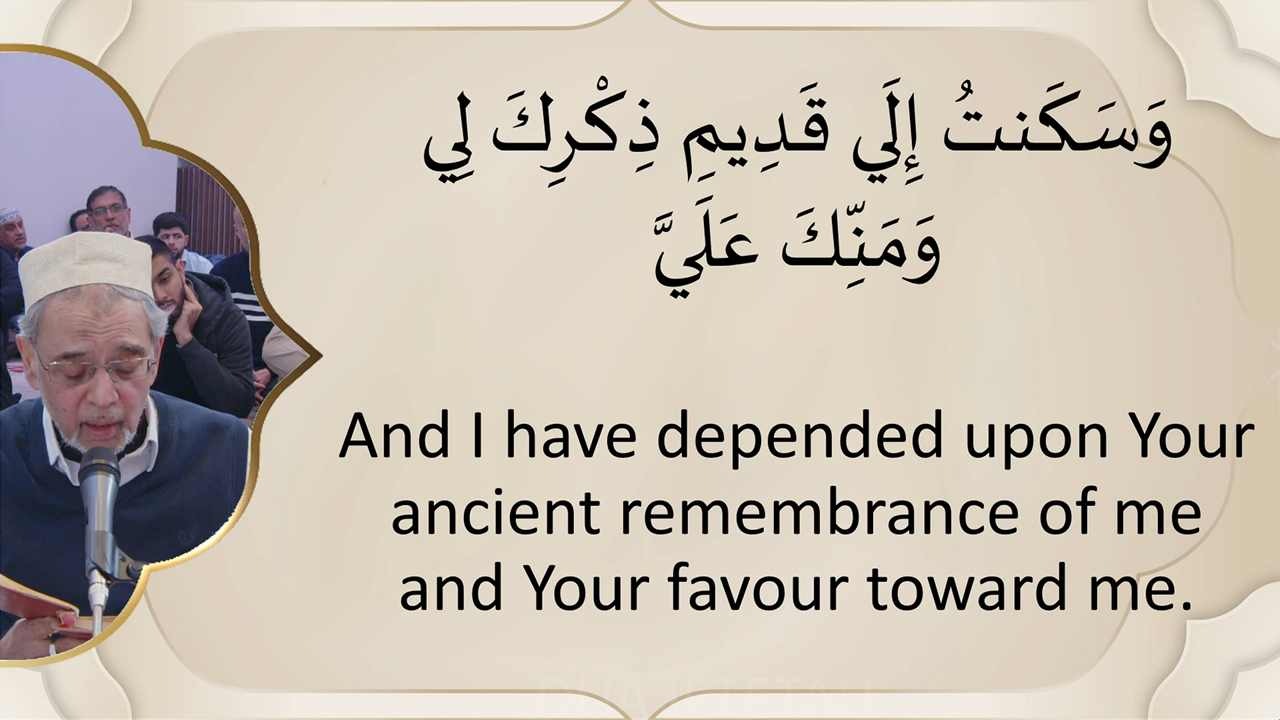 وَسَكَنتُ إِلَي قَدِيمِ ذِكْرِكَ لِي
وَمَنِّكَ عَلَيَّ
And I have depended upon Your
ancient remembrance of me
and Your favour toward me.